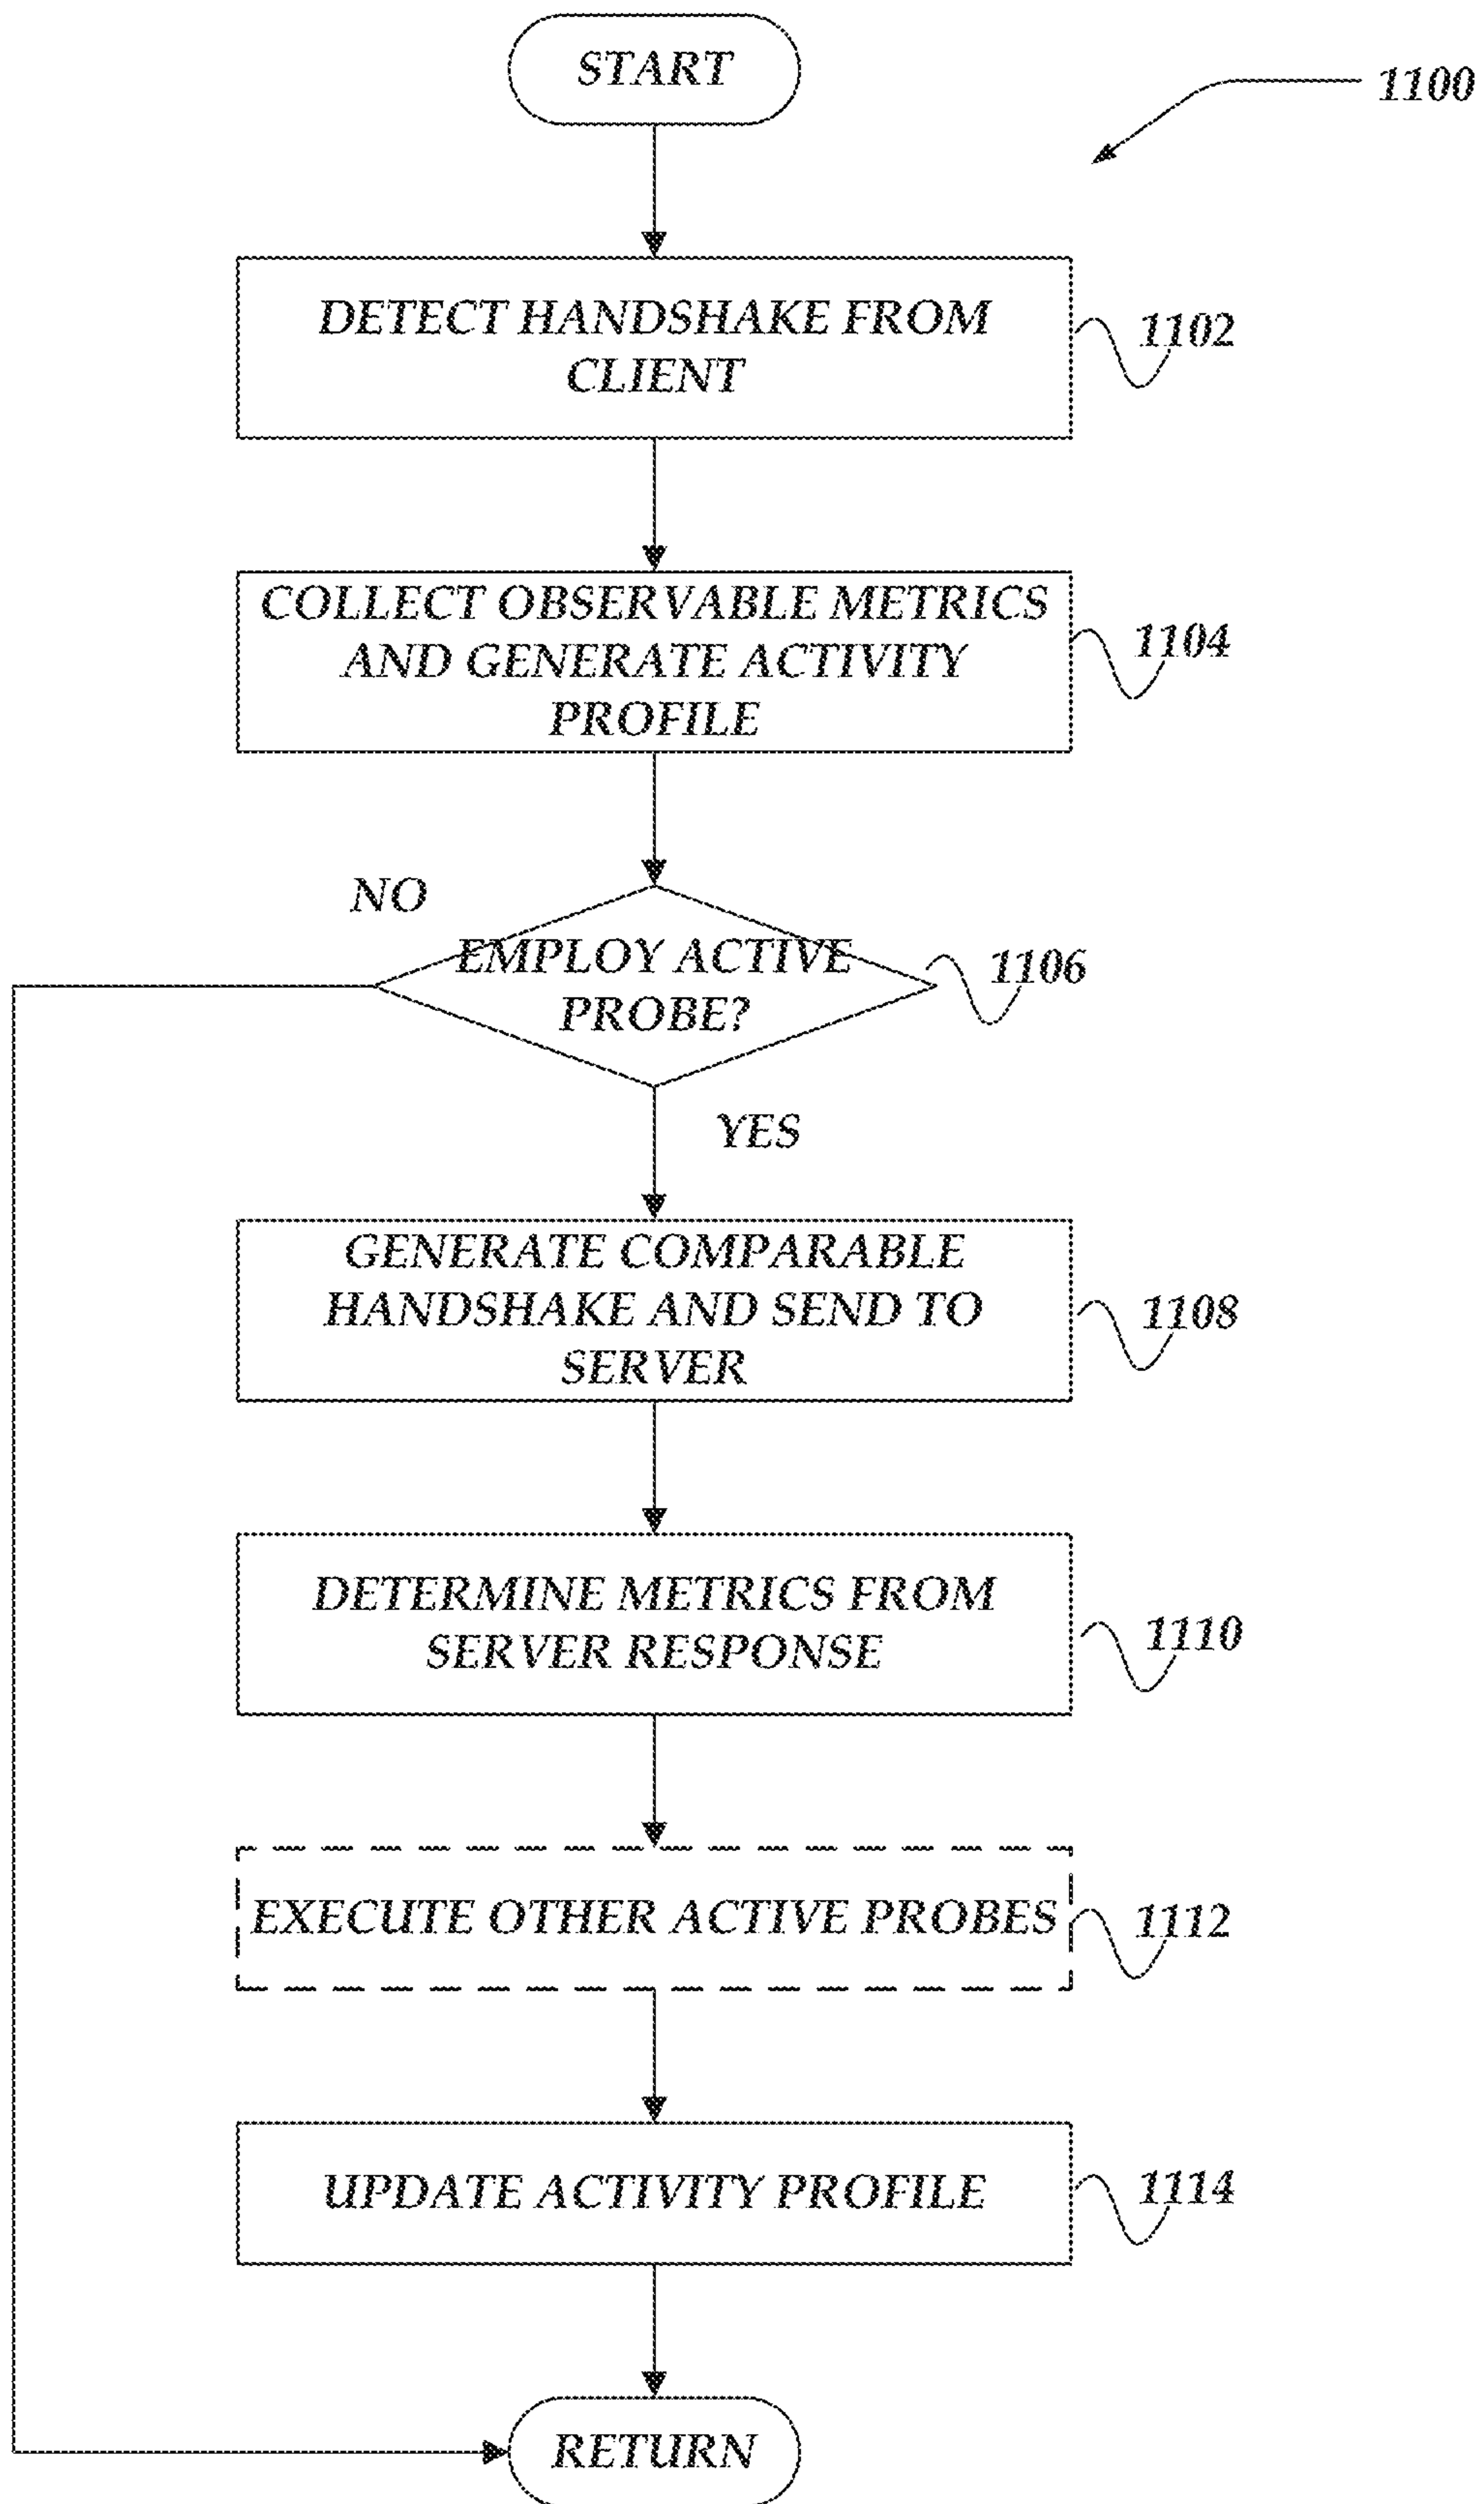 START
1100
DETECT HANDSHAKE FROM
CLIENT
1102
COLLECT OBSERVABLE METRICS
AND GENERATE ACTIVITY
PROFILE
1104
NO
EMPLOY ACTIVE
PROBE?
1106
YES
GENERATE COMPARABLE
HANDSHAKE AND SEND TO
SERVER
1108
DETERMINE METRICS FROM
SERVER RESPONSE
1110
EXECUTE OTHER ACTIVE PROBES
1112
UPDATE ACTIVITY PROFILE
1114
RETURN